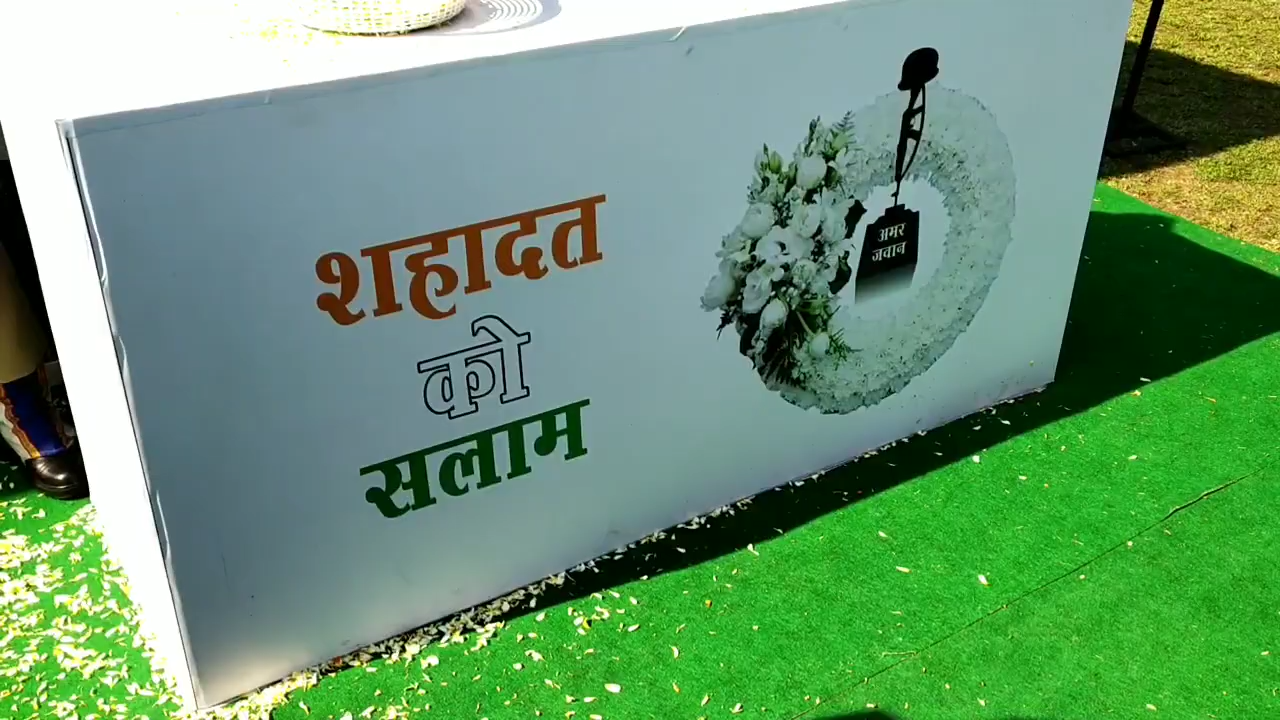 शहादत
को
सलाम
अमर
जवान